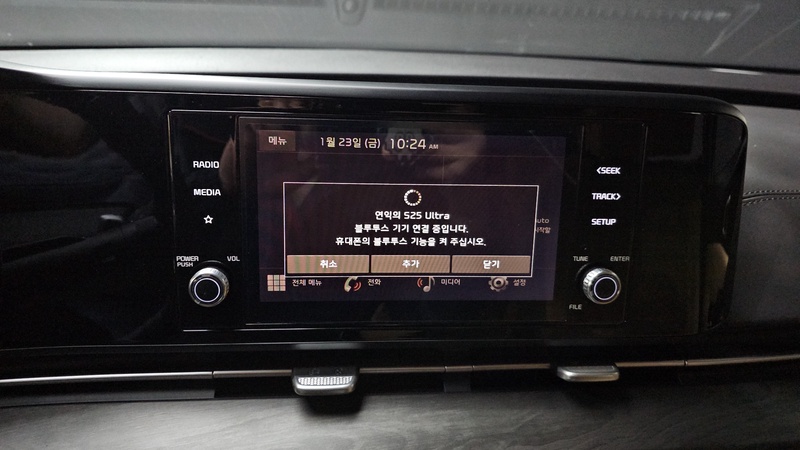 메뉴
1월 23일 (금) 10:24 AM
RADIO
MEDIA
POWER
PUSH
VOL
연익의 S25 Ultra
블루투스 기기 연결 중입니다.
휴대폰의 블루투스 기능을 켜 주십시오.
취소 추가 닫기
전체 메뉴 전화 미디어 설정
<SEEK
TRACK>
SETUP
TUNE
ENTER
FILE